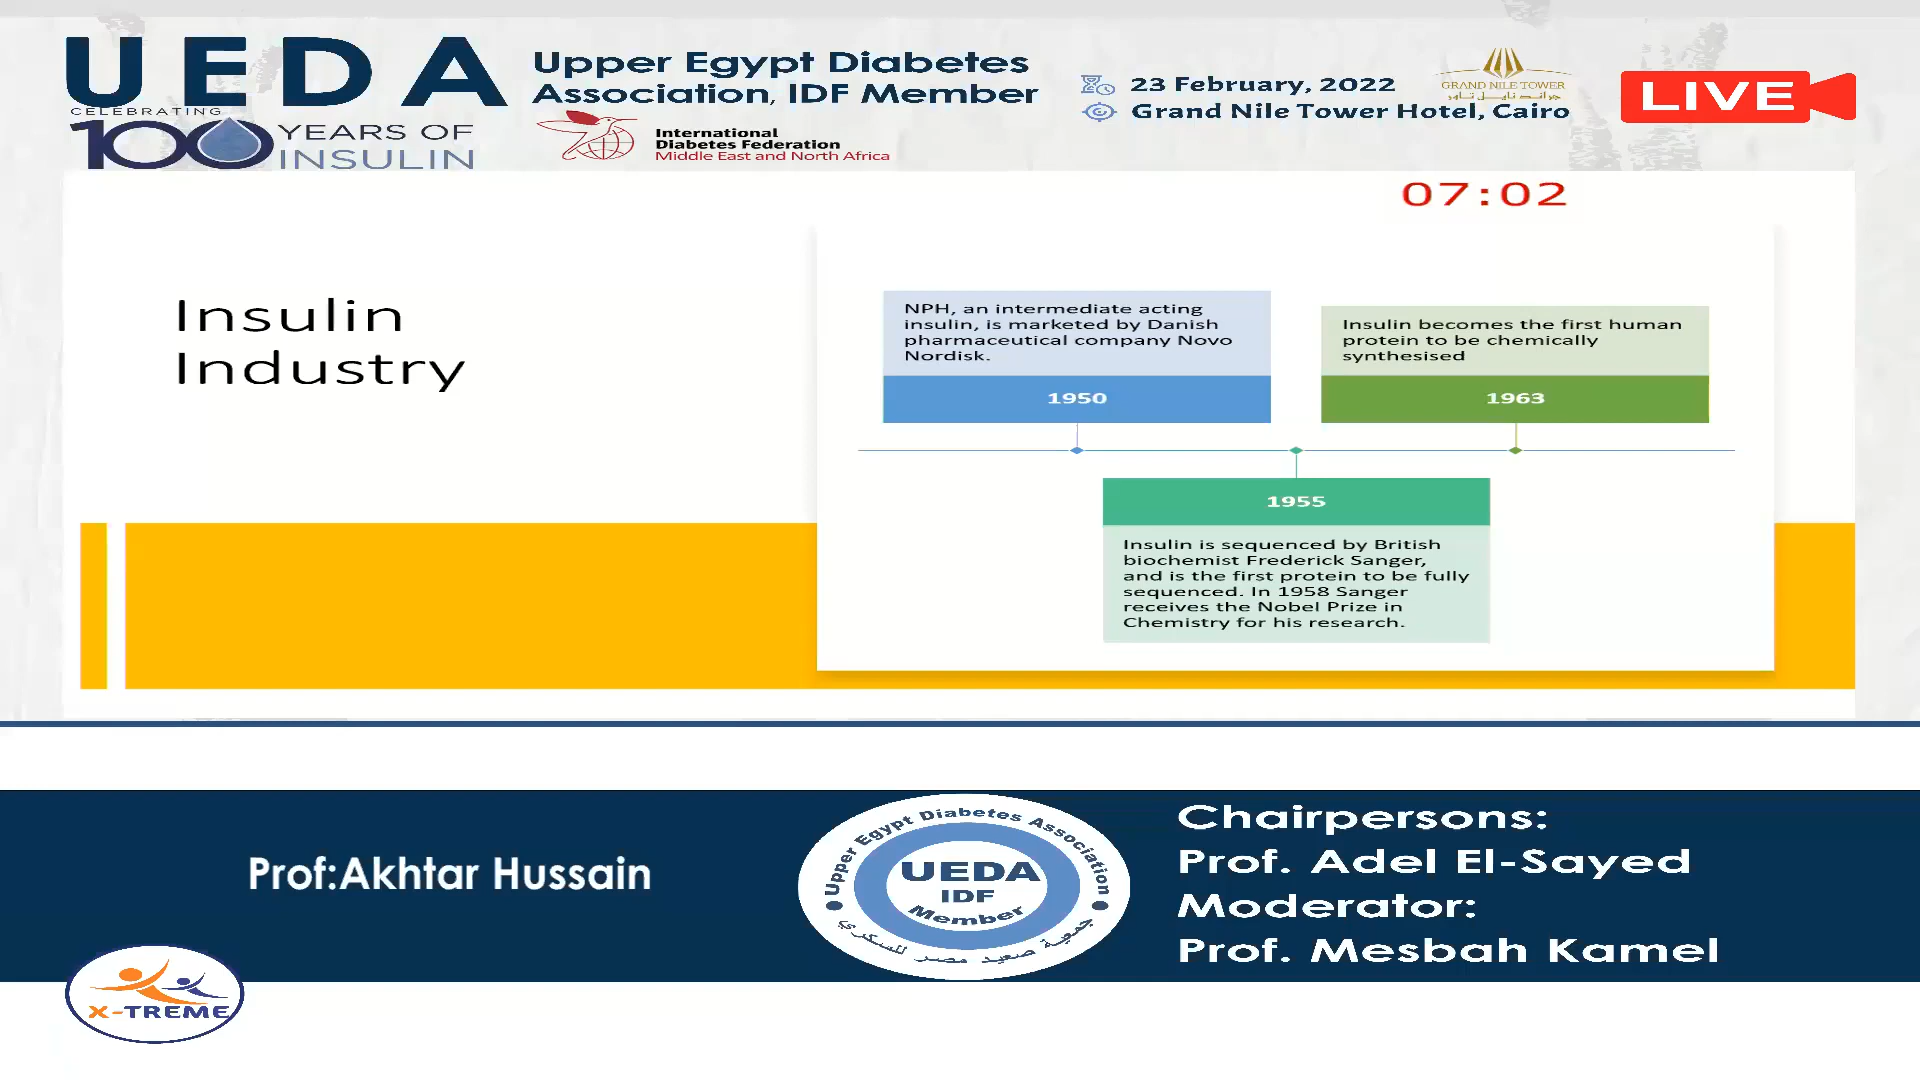 UEDA
CELEBRATING
100 YEARS OF
INSULIN
Upper Egypt Diabetes
Association, IDF Member
International
Diabetes Federation
Middle East and North Africa
23 February, 2022
Grand Nile Tower Hotel, Cairo
GRAND NILE TOWER
جراند نايل تاور
LIVE
07:02
Insulin
Industry
NPH, an intermediate acting
insulin, is marketed by Danish
pharmaceutical company Novo
Nordisk.
1950
Insulin becomes the first human
protein to be chemically
synthesised
1963
1955
Insulin is sequenced by British
biochemist Frederick Sanger,
and is the first protein to be fully
sequenced. In 1958 Sanger
receives the Nobel Prize in
Chemistry for his research.
Prof:Akhtar Hussain
Upper Egypt Diabetes Association
UEDA
IDF
Member
جمعية صعيد مصر للسكري
Chairpersons:
Prof. Adel El-Sayed
Moderator:
Prof. Mesbah Kamel
X-TREME